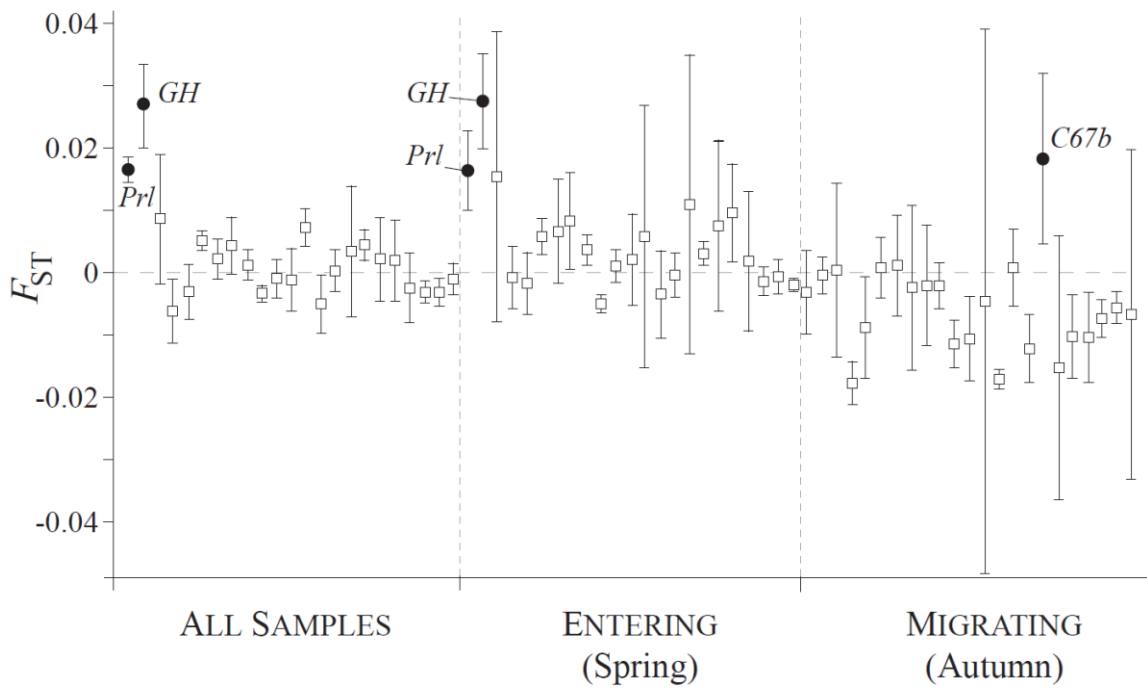 0.04
GH
GH
0.02
Prl
C67b
Prl
0
F_ST
-0.02
-0.04
ALL SAMPLES
ENTERING
(Spring)
MIGRATING
(Autumn)